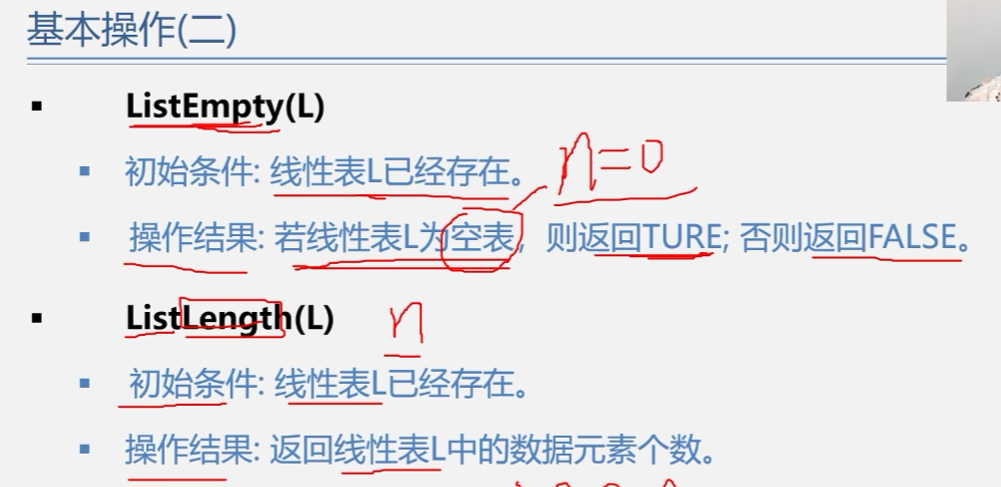 基本操作(二)
▪ ListEmpty(L)
▪ 初始条件: 线性表L已经存在。 n=0
▪ 操作结果: 若线性表L为空表, 则返回TURE; 否则返回FALSE。
▪ ListLength(L) n
▪ 初始条件: 线性表L已经存在。
▪ 操作结果: 返回线性表L中的数据元素个数。